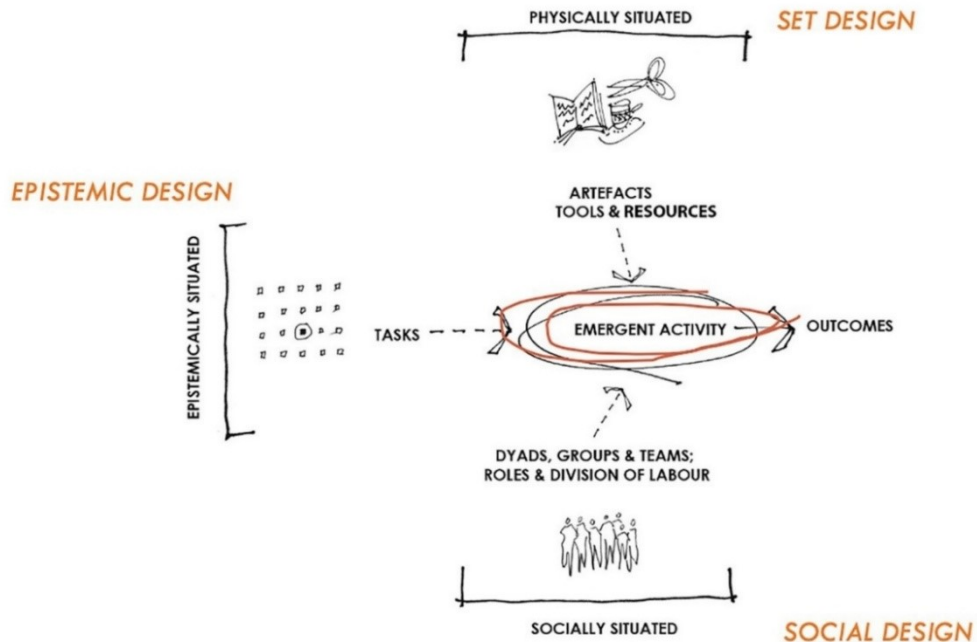 PHYSICALLY SITUATED
SET DESIGN
EPISTEMIC DESIGN
ARTEFACTS
TOOLS & RESOURCES
EPISTEMICALLY SITUATED
TASKS
EMERGENT ACTIVITY
OUTCOMES
DYADS, GROUPS & TEAMS;
ROLES & DIVISION OF LABOUR
SOCIALLY SITUATED
SOCIAL DESIGN